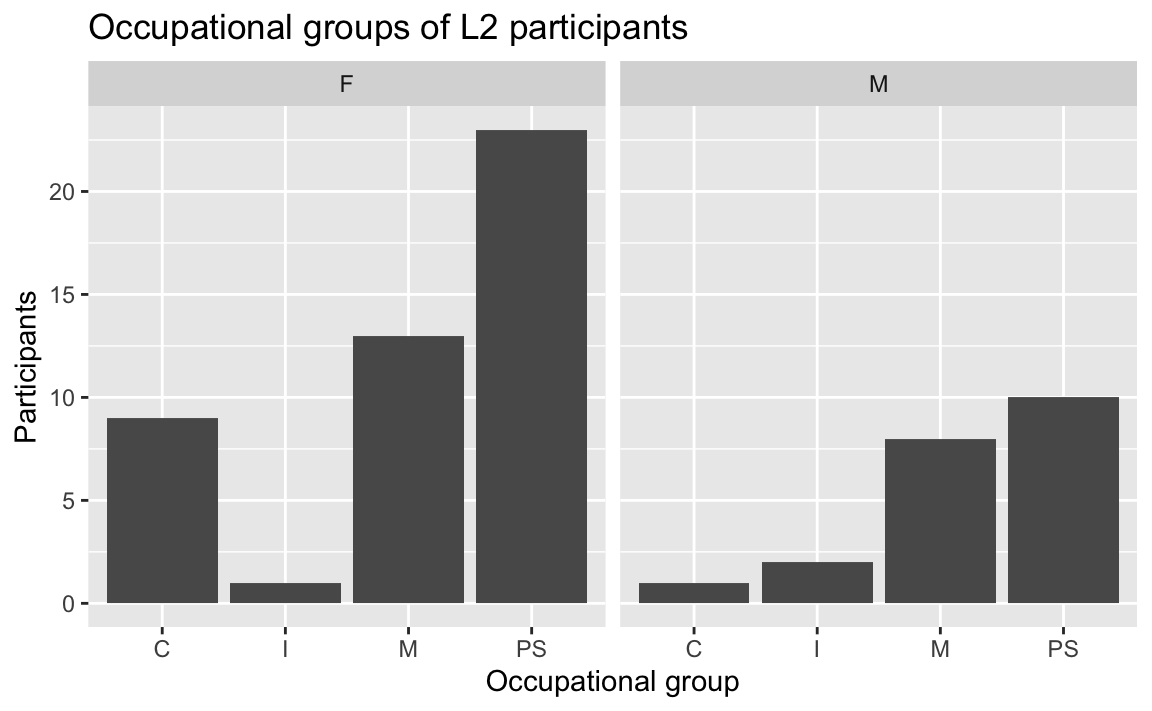 Occupational groups of L2 participants
F M
20
15
10
5
0
Participants
C I M PS C I M PS
Occupational group